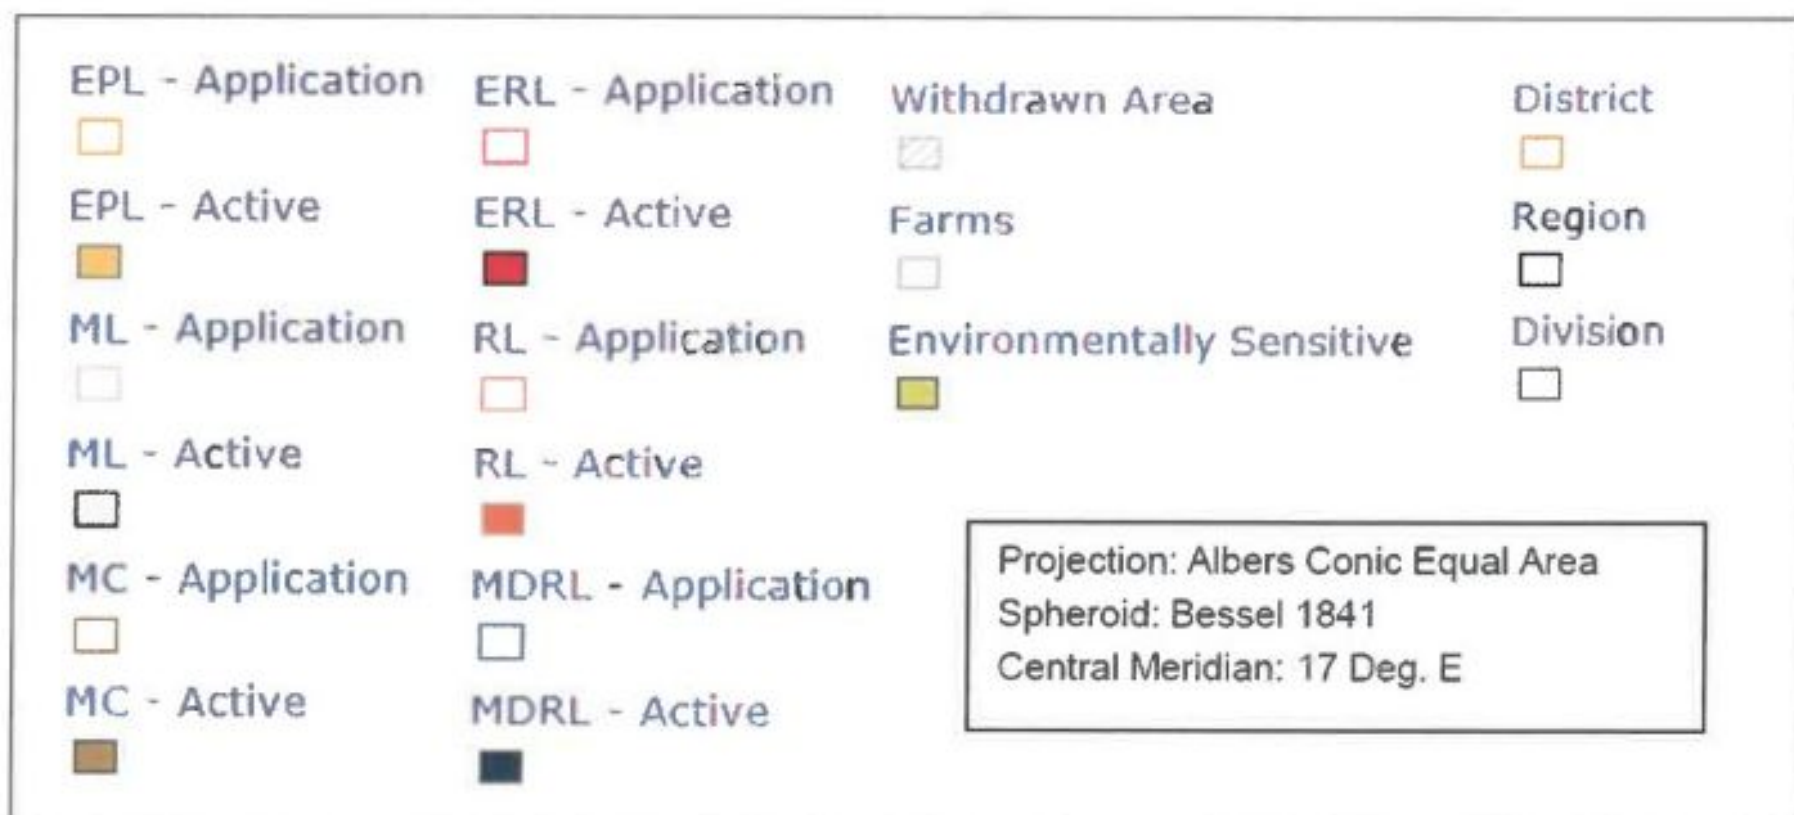 EPL - Application
EPL - Active
ML - Application
ML - Active
MC - Application
MC - Active
ERL - Application
ERL - Active
RL - Application
RL - Active
MDRL - Application
MDRL - Active
Withdrawn Area
Farms
Environmentally Sensitive
District
Region
Division
Projection: Albers Conic Equal Area
Spheroid: Bessel 1841
Central Meridian: 17 Deg. E